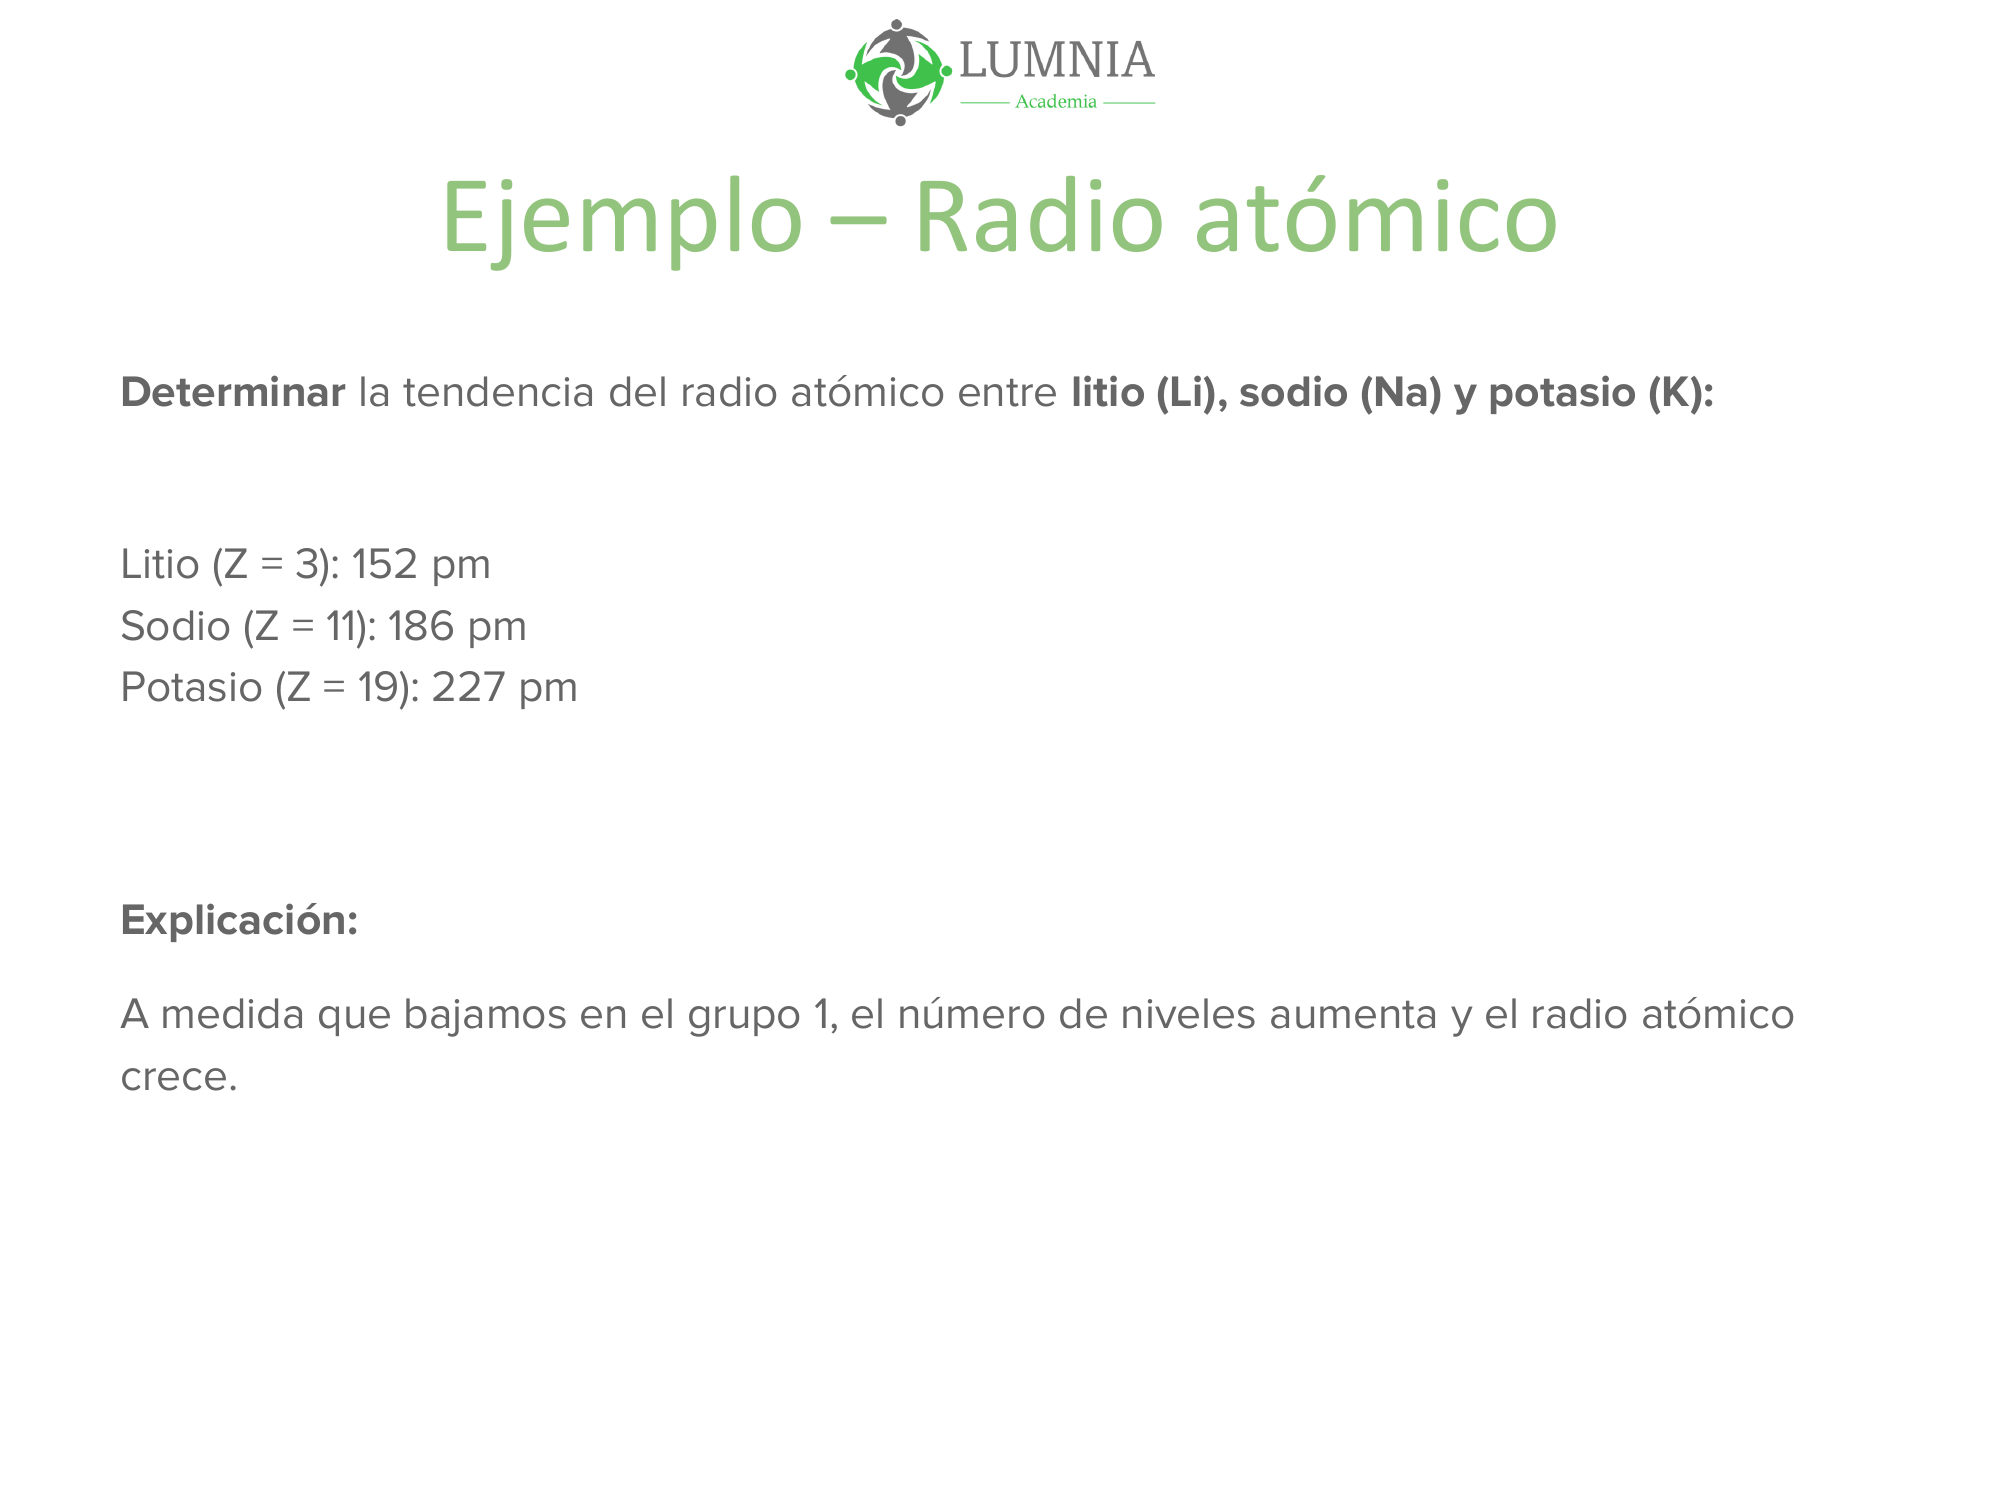 LUMNIA
Academia
Ejemplo – Radio atómico
Determinar la tendencia del radio atómico entre litio (Li), sodio (Na) y potasio (K):
Litio (Z = 3): 152 pm
Sodio (Z = 11): 186 pm
Potasio (Z = 19): 227 pm
Explicación:
A medida que bajamos en el grupo 1, el número de niveles aumenta y el radio atómico
crece.